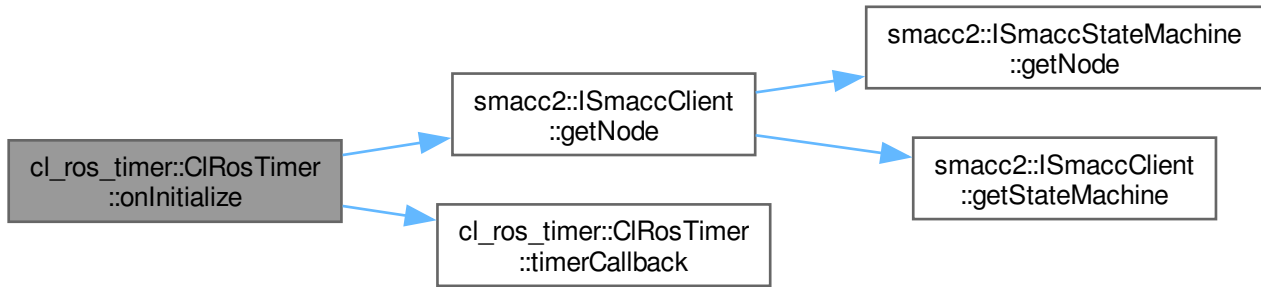 cl_ros_timer::ClRosTimer
::onInitialize
smacc2::ISmaccClient
::getNode
smacc2::ISmaccStateMachine
::getNode
smacc2::ISmaccClient
::getStateMachine
cl_ros_timer::ClRosTimer
::timerCallback